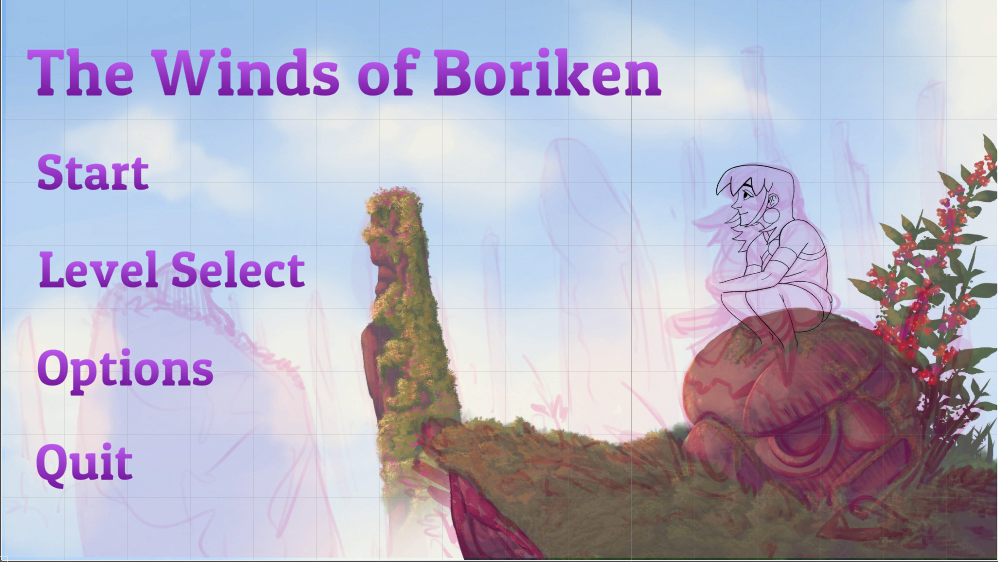 The Winds of Boriken
Start
Level Select
Options
Quit